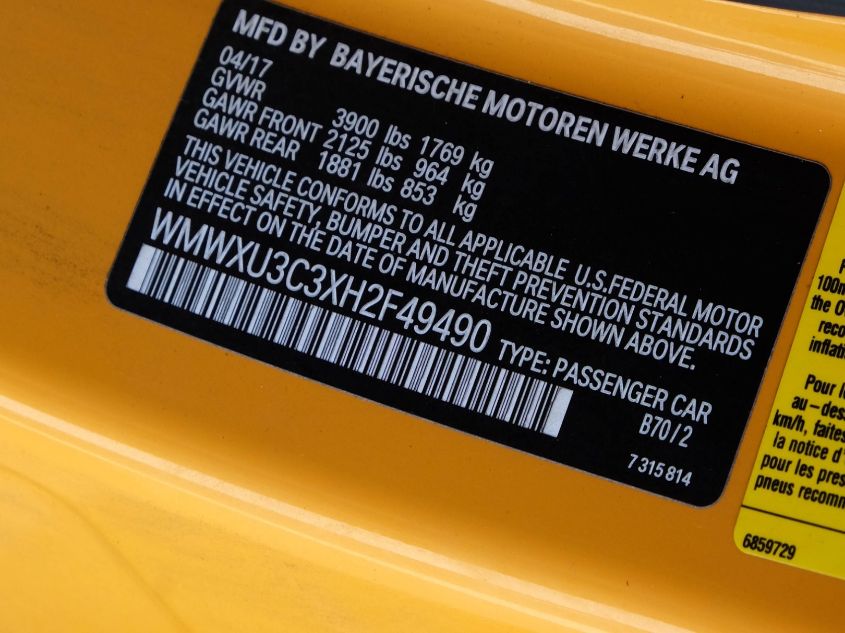 MFD BY BAYERISCHE MOTOREN WERKE AG
04/17
GVWR 3900 lbs 1769 kg
GAWR FRONT 2125 lbs 964 kg
GAWR REAR 1881 lbs 853 kg
THIS VEHICLE CONFORMS TO ALL APPLICABLE U.S.FEDERAL MOTOR
VEHICLE SAFETY, BUMPER AND THEFT PREVENTION STANDARDS
IN EFFECT ON THE DATE OF MANUFACTURE SHOWN ABOVE.
WMWXU3C3XH2F49490
TYPE: PASSENGER CAR
B70/2
7 315 814
the O
Pour
au-des
km/h, faites
la notice d'
pour les pres
pneus recomm
6859729